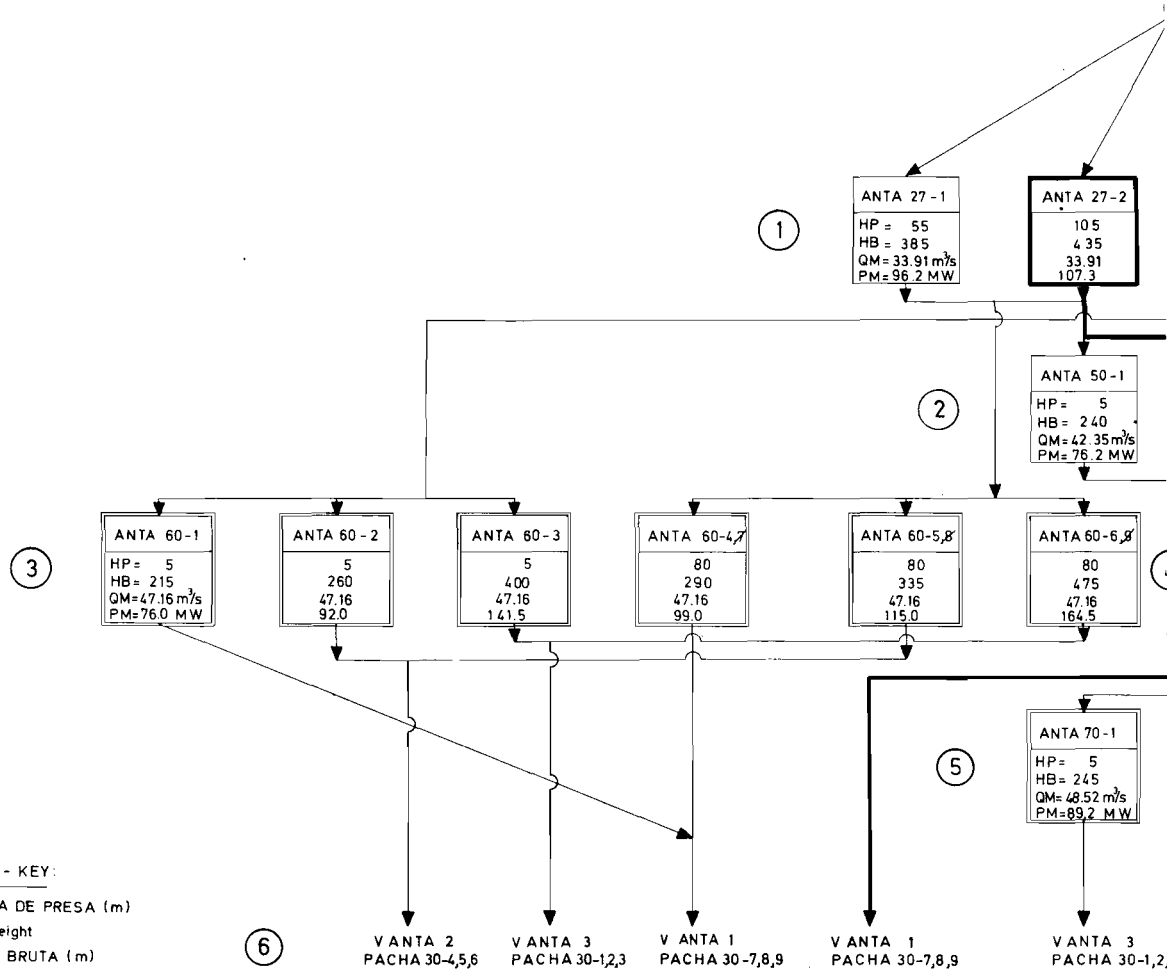 ANTA 27-1
HP = 55
HB = 385
QM = 33.91 m³/s
PM = 96.2 MW
ANTA 27-2
105
435
33.91
107.3
1
ANTA 50-1
HP = 5
HB = 240
QM = 42.35 m³/s
PM = 76.2 MW
2
ANTA 60-1
HP = 5
HB = 215
QM = 47.16 m³/s
PM = 76.0 MW
ANTA 60-2
5
260
47.16
92.0
ANTA 60-3
5
400
47.16
141.5
ANTA 60-4,7
80
290
47.16
99.0
ANTA 60-5,8
80
335
47.16
115.0
ANTA 60-6,9
80
475
47.16
164.5
3
ANTA 70-1
HP = 5
HB = 245
QM = 48.52 m³/s
PM = 89.2 MW
5
- KEY:
A DE PRESA (m)
eight
BRUTA (m)
6
V ANTA 2
PACHA 30-4,5,6
V ANTA 3
PACHA 30-1,2,3
V ANTA 1
PACHA 30-7,8,9
V ANTA 1
PACHA 30-7,8,9
V ANTA 3
PACHA 30-1,2,